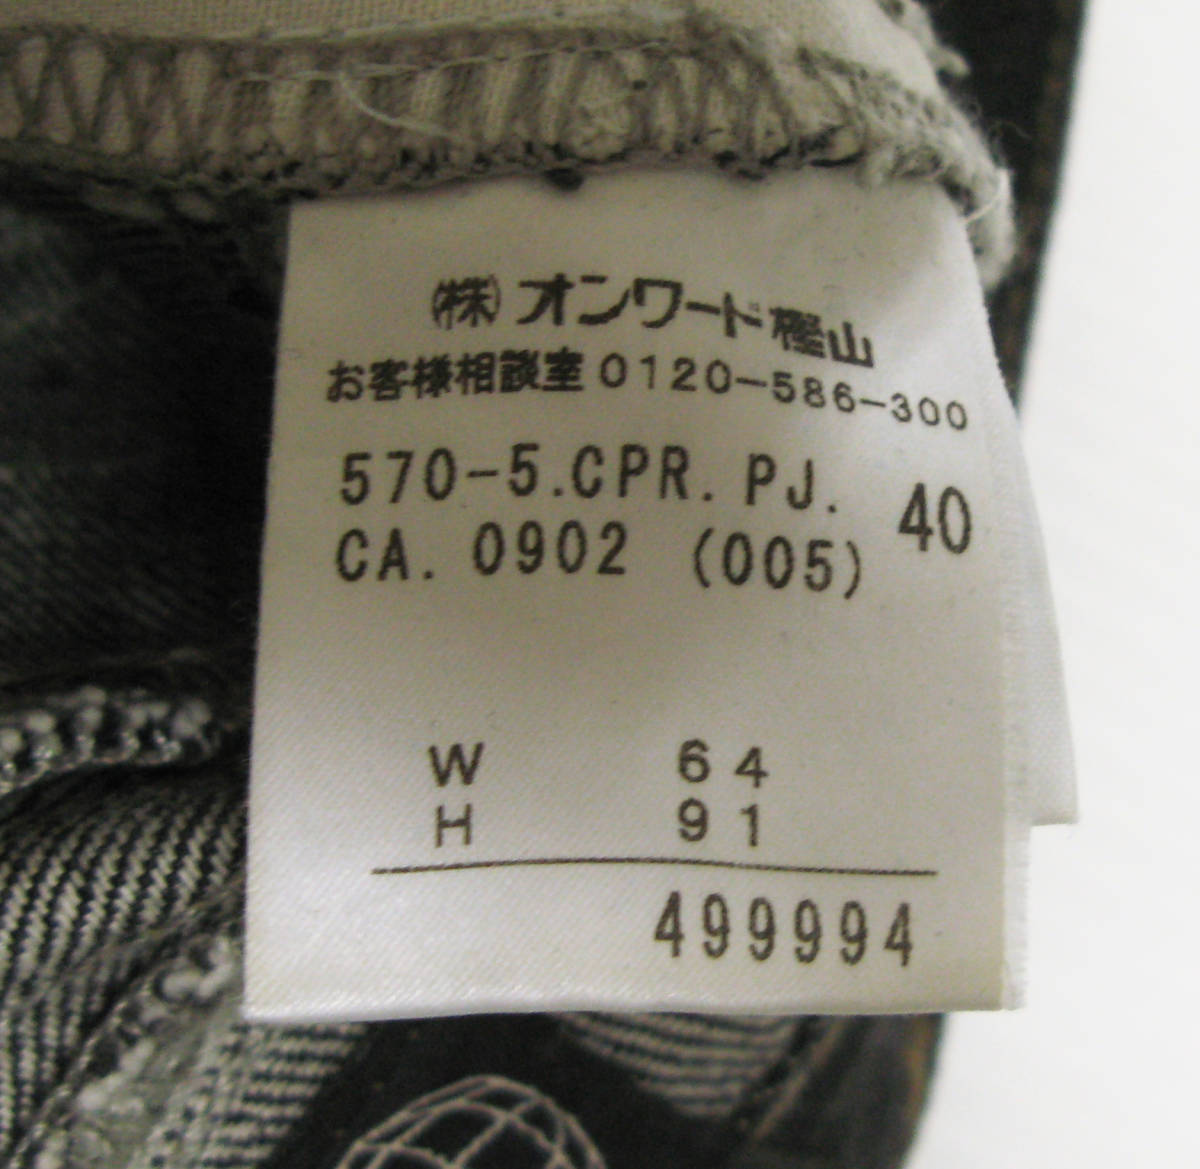 ㈱オンワード樫山
お客様相談室 0120-586-300
570-5.CPR.PJ. 40
CA.0902 (005)
W 64
H 91
499994